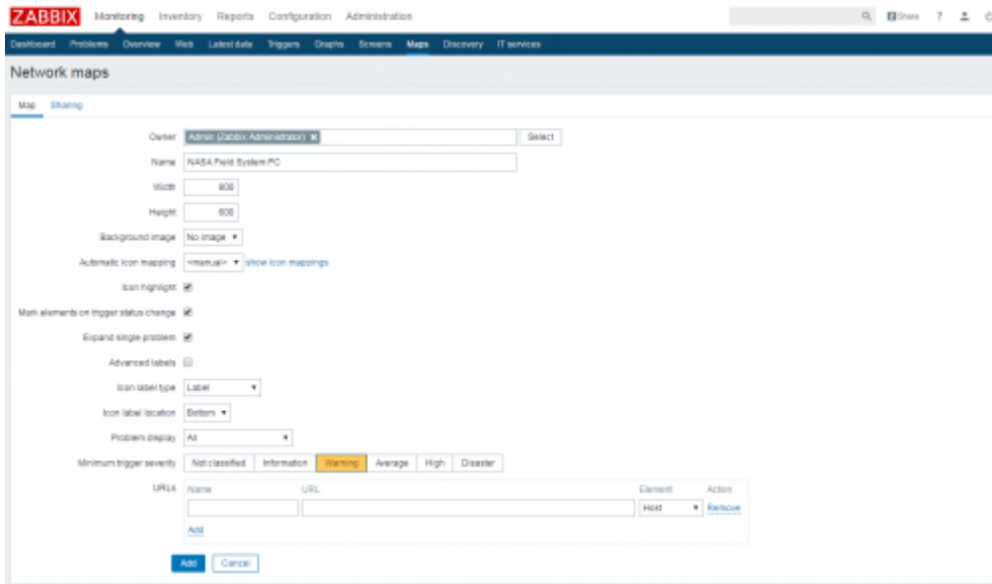 ZABBIX Monitoring Inventory Reports Configuration Administration Share ?
Dashboard Problems Overview Web Latest data Triggers Graphs Screens Maps Discovery IT services
Network maps
Map Sharing
Owner Admin (Zabbix Administrator) Select
Name NASA Field System PC
Width 800
Height 600
Background image No image
Automatic icon mapping <manual> show icon mappings
Icon highlight
Mark elements on trigger status change
Expand single problem
Advanced labels
Icon label type Label
Icon label location Bottom
Problem display All
Minimum trigger severity Not classified Information Warning Average High Disaster
URLs Name URL Element Action
Host Remove
Add
Add Cancel